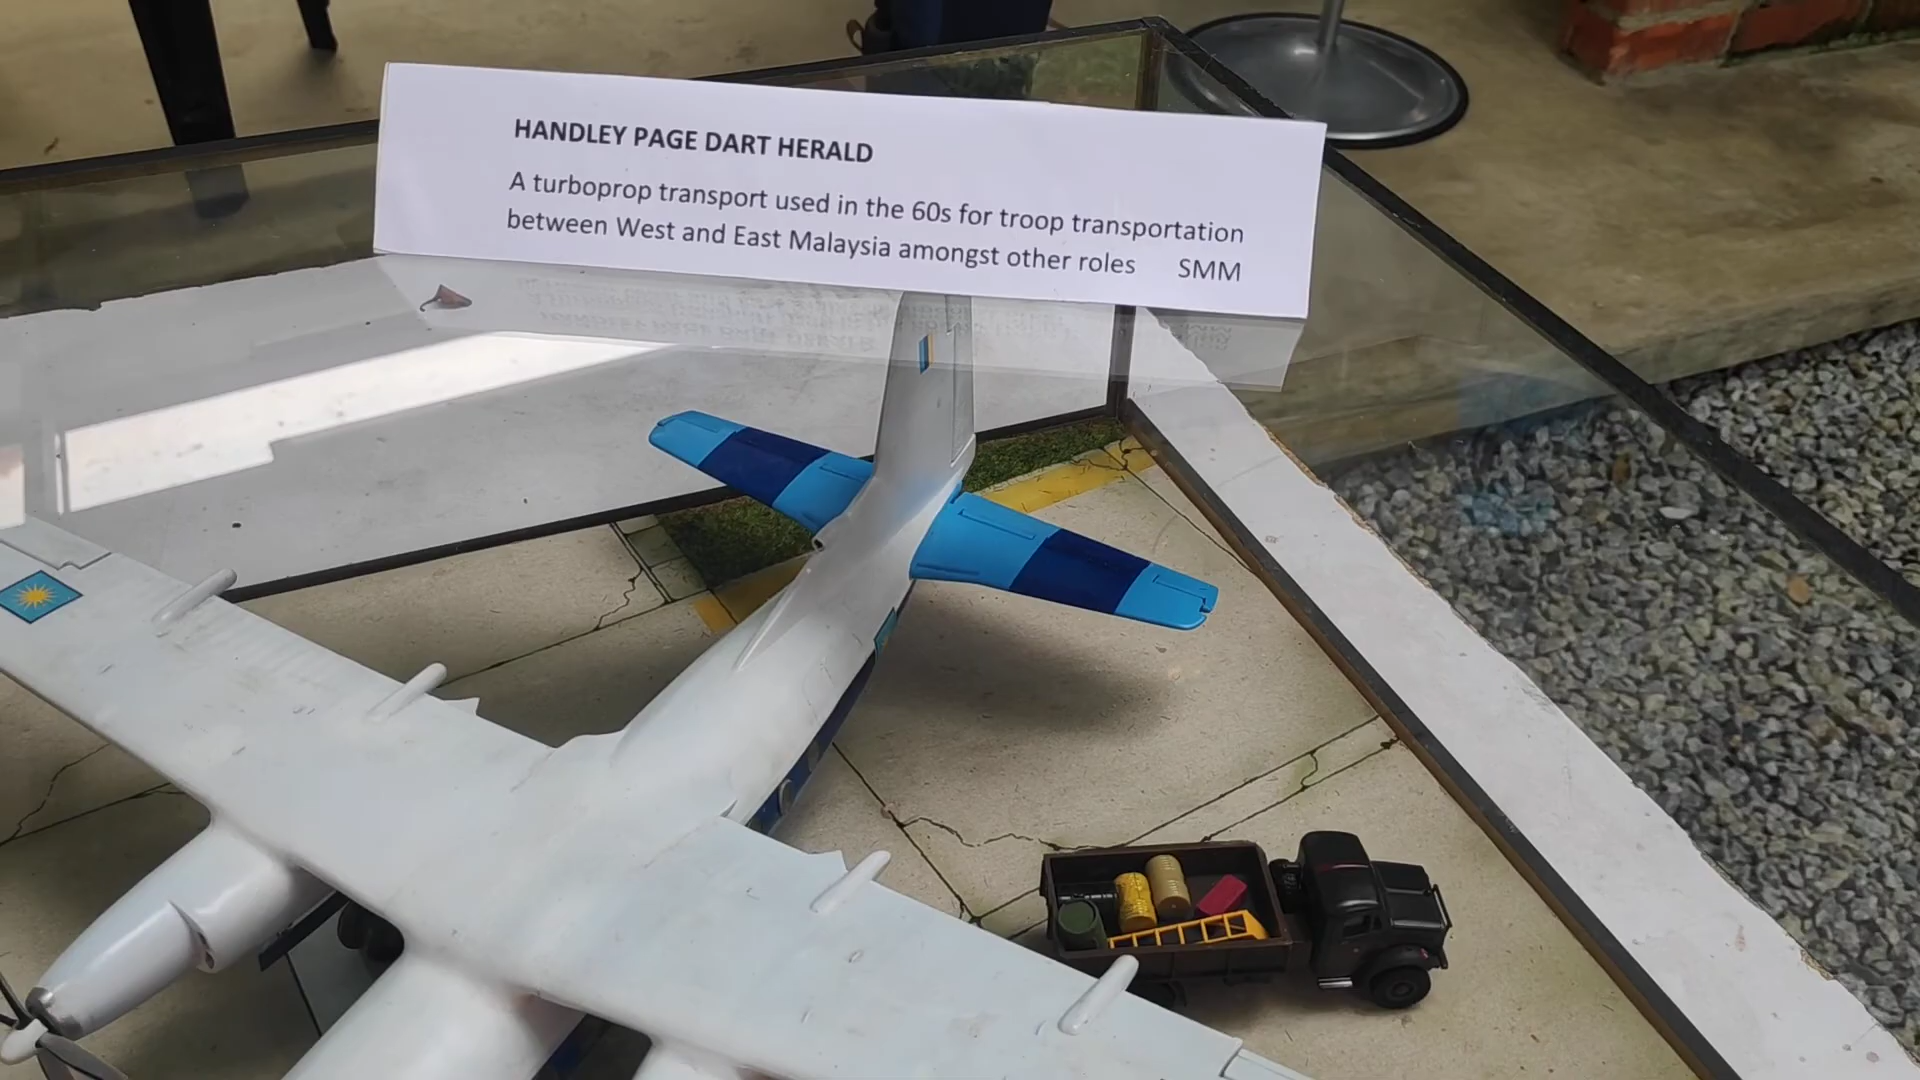 HANDLEY PAGE DART HERALD
A turboprop transport used in the 60s for troop transportation
between West and East Malaysia amongst other roles SMM